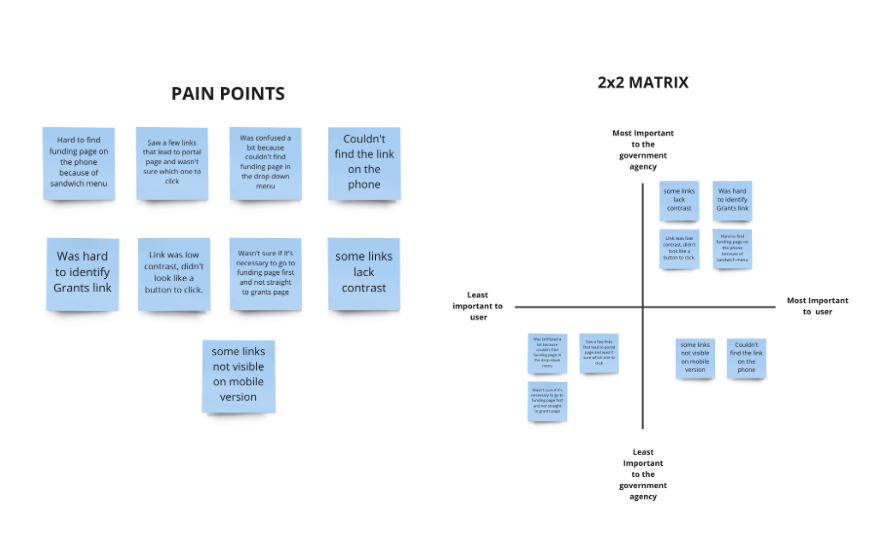 PAIN POINTS
Hard to find
funding page on
the phone
because of
sandwich menu
Saw a few links
that lead to portal
page and wasn't
sure which one to
click
Was confused a
bit because
couldn't find
funding page in
the drop down
menu
Couldn't
find the link
on the
phone
Was hard
to identify
Grants link
Link was low
contrast, didn't
look like a
button to click.
Wasn't sure if it's
necessary to go to
funding page first
and not straight
to grants page
some links
lack
contrast
some links
not visible
on mobile
version
2x2 MATRIX
Most Important
to the
government
agency
some links
lack
contrast
Was hard
to identify
Grants link
Link was low
contrast, didn't
look like a
button to click.
Hard to find
funding page on
the phone
because of
sandwich menu
Least
important to
user
Most Important
to user
Was confused a
bit because
couldn't find
funding page in
the drop down
menu
Saw a few links
that lead to portal
page and wasn't
sure which one to
click
Wasn't sure if it's
necessary to go to
funding page first
and not straight
to grants page
some links
not visible
on mobile
version
Couldn't
find the link
on the
phone
Least
Important
to the
government
agency